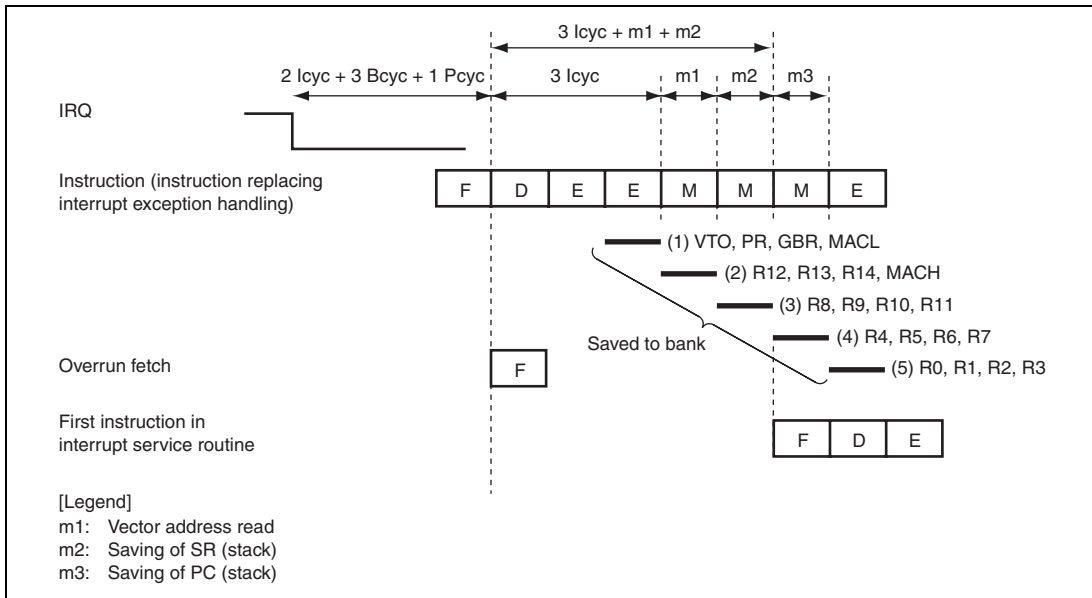 3 Icyc + m1 + m2
2 Icyc + 3 Bcyc + 1 Pcyc 3 Icyc m1 m2 m3
IRQ
Instruction (instruction replacing
interrupt exception handling)
F D E E M M M E
(1) VTO, PR, GBR, MACL
(2) R12, R13, R14, MACH
(3) R8, R9, R10, R11
Saved to bank
(4) R4, R5, R6, R7
Overrun fetch
F
(5) R0, R1, R2, R3
First instruction in
interrupt service routine
F D E
[Legend]
m1: Vector address read
m2: Saving of SR (stack)
m3: Saving of PC (stack)